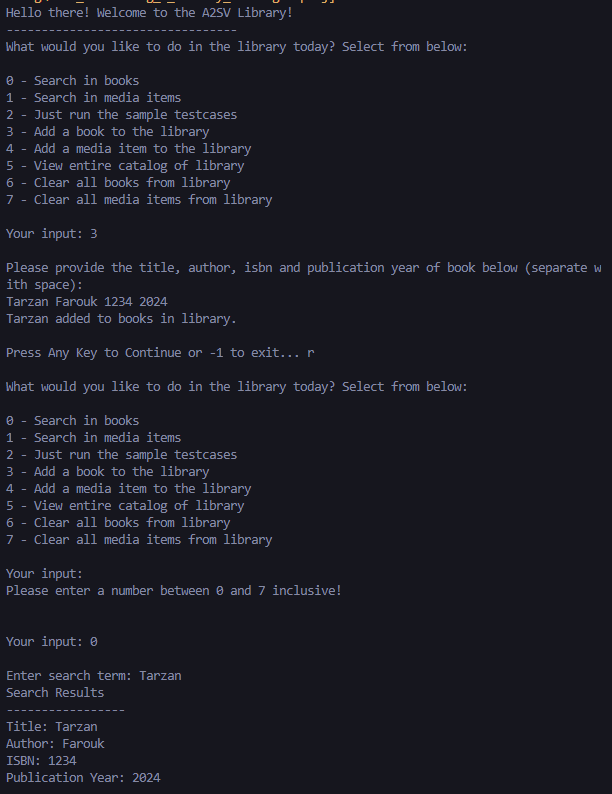 Hello there! Welcome to the A2SV Library!
---------------------------------
What would you like to do in the library today? Select from below:
0 - Search in books
1 - Search in media items
2 - Just run the sample testcases
3 - Add a book to the library
4 - Add a media item to the library
5 - View entire catalog of library
6 - Clear all books from library
7 - Clear all media items from library
Your input: 3
Please provide the title, author, isbn and publication year of book below (separate w
ith space):
Tarzan Farouk 1234 2024
Tarzan added to books in library.
Press Any Key to Continue or -1 to exit... r
What would you like to do in the library today? Select from below:
0 - Search in books
1 - Search in media items
2 - Just run the sample testcases
3 - Add a book to the library
4 - Add a media item to the library
5 - View entire catalog of library
6 - Clear all books from library
7 - Clear all media items from library
Your input:
Please enter a number between 0 and 7 inclusive!
Your input: 0
Enter search term: Tarzan
Search Results
-----------------
Title: Tarzan
Author: Farouk
ISBN: 1234
Publication Year: 2024